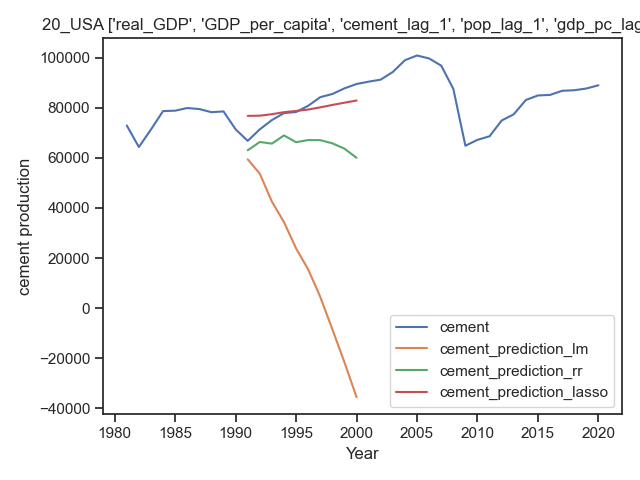 20_USA ['real_GDP', 'GDP_per_capita', 'cement_lag_1', 'pop_lag_1', 'gdp_pc_lag
100000
80000
60000
40000
20000
0
−20000
−40000
cement production
cement
cement_prediction_lm
cement_prediction_rr
cement_prediction_lasso
1980 1985 1990 1995 2000 2005 2010 2015 2020
Year